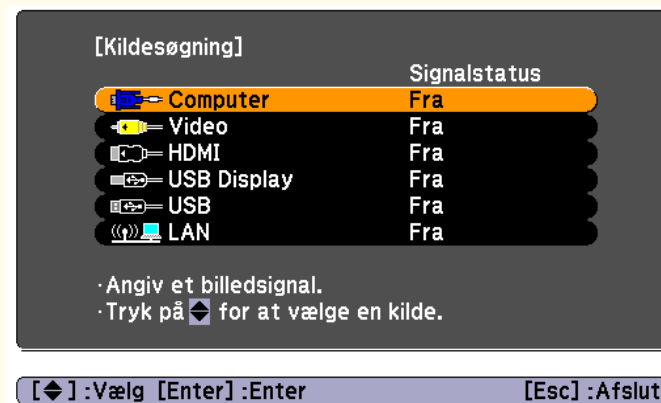 [Kildesøgning]
Signalstatus
Computer Fra
Video Fra
HDMI Fra
USB Display Fra
USB Fra
LAN Fra
·Angiv et billedsignal.
·Tryk på for at vælge en kilde.
[ ] :Vælg [Enter] :Enter [Esc] :Afslut